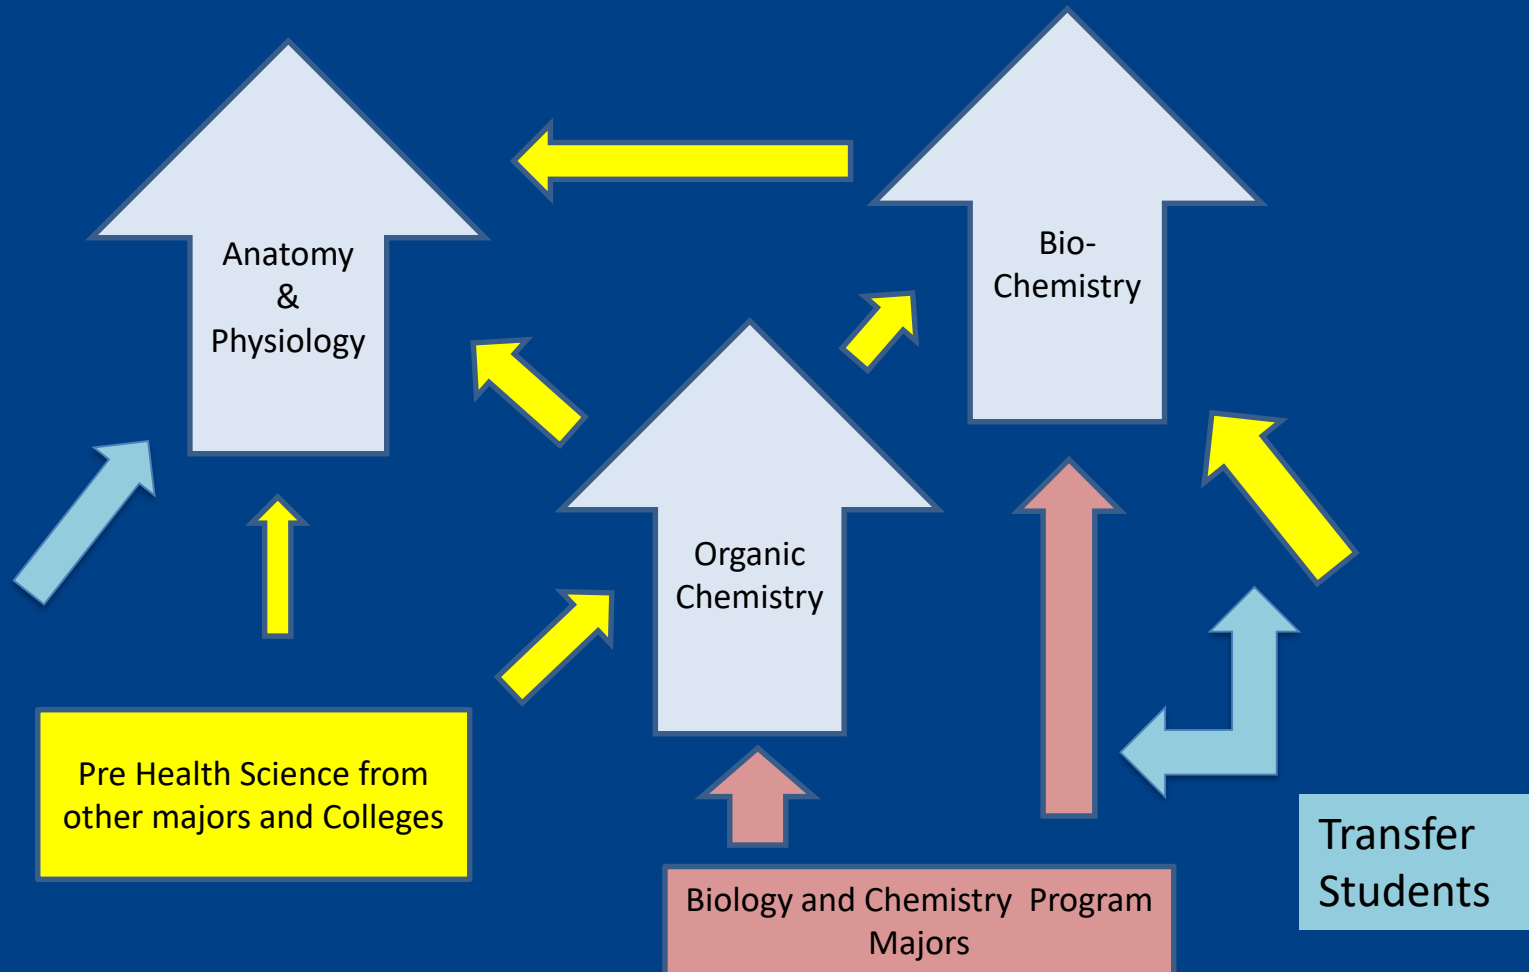 Anatomy
&
Physiology
Bio-
Chemistry
Organic
Chemistry
Pre Health Science from
other majors and Colleges
Biology and Chemistry  Program
Majors
Transfer
Students